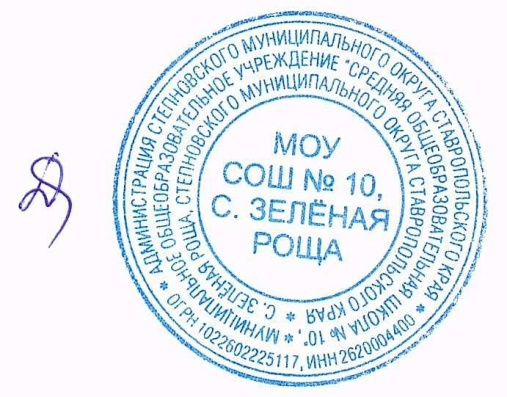 * АДМИНИСТРАЦИЯ СТЕПНОВСКОГО МУНИЦИПАЛЬНОГО ОКРУГА СТАВРОПОЛЬСКОГО КРАЯ *
ОГРН 1022602225117, ИНН 2620004400
МУНИЦИПАЛЬНОЕ ОБЩЕОБРАЗОВАТЕЛЬНОЕ УЧРЕЖДЕНИЕ "СРЕДНЯЯ ОБЩЕОБРАЗОВАТЕЛЬНАЯ ШКОЛА № 10", *
С. ЗЕЛЁНАЯ РОЩА, СТЕПНОВСКОГО МУНИЦИПАЛЬНОГО ОКРУГА СТАВРОПОЛЬСКОГО КРАЯ *
МОУ
СОШ № 10,
С. ЗЕЛЁНАЯ
РОЩА